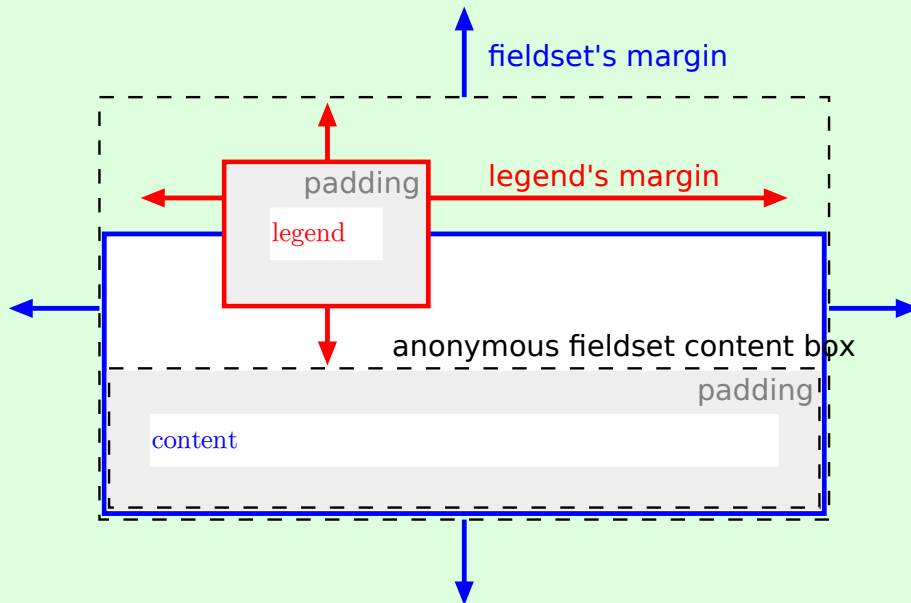 fieldset's margin
legend's margin
padding
legend
anonymous fieldset content box
padding
content